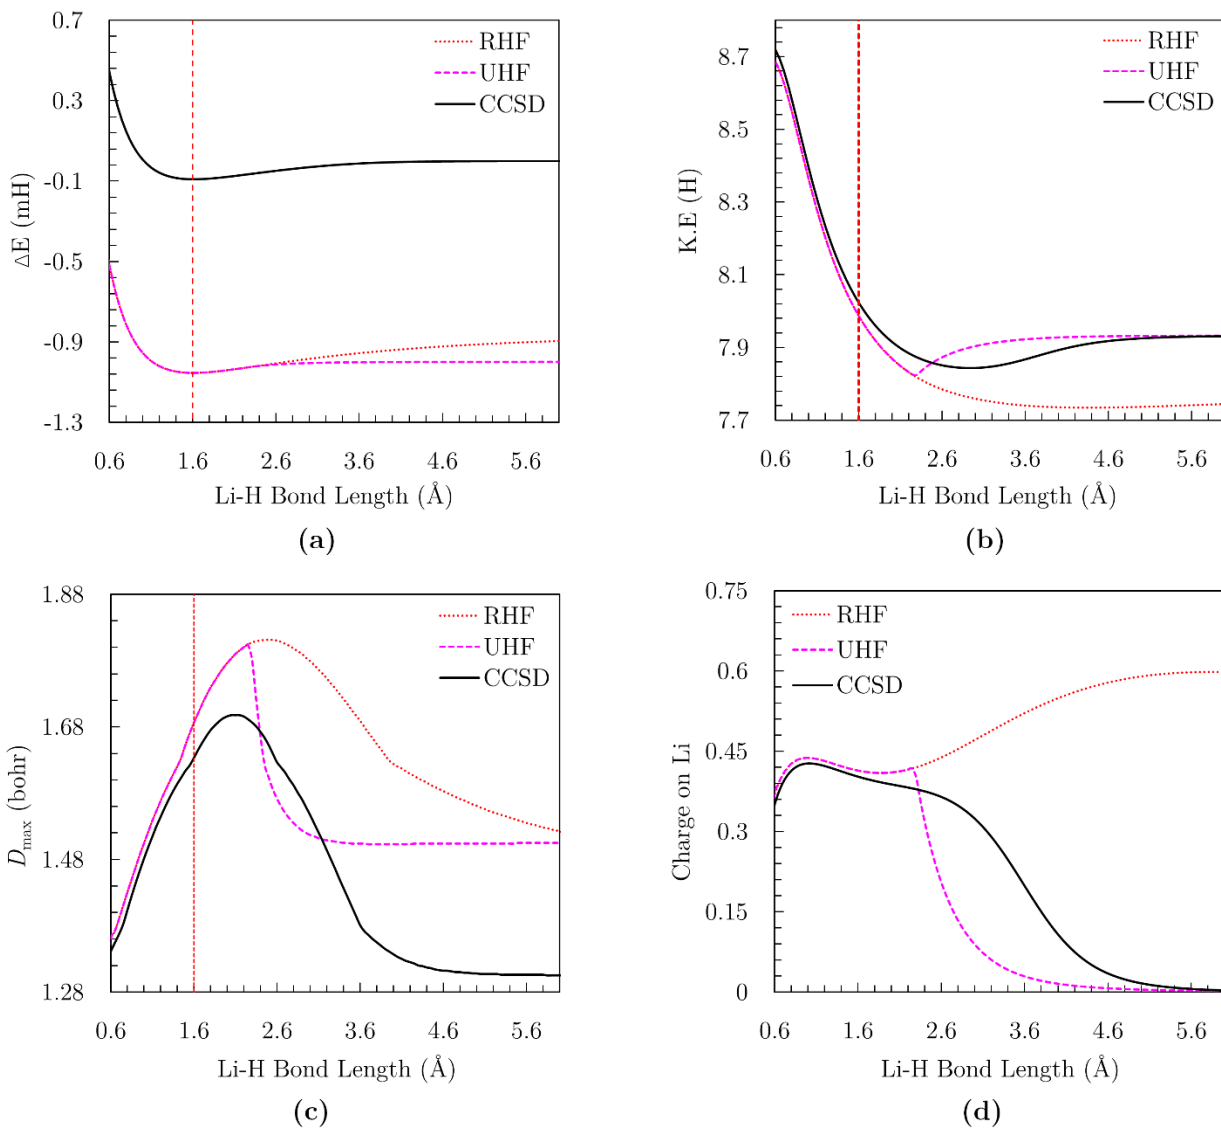 0.7
0.3
-0.1
-0.5
-0.9
-1.3
ΔE (mH)
RHF
UHF
CCSD
0.6 1.6 2.6 3.6 4.6 5.6
Li-H Bond Length (Å)
(a)
8.7
8.5
8.3
8.1
7.9
7.7
K.E (H)
RHF
UHF
CCSD
0.6 1.6 2.6 3.6 4.6 5.6
Li-H Bond Length (Å)
(b)
1.88
1.68
1.48
1.28
Dmax (bohr)
RHF
UHF
CCSD
0.6 1.6 2.6 3.6 4.6 5.6
Li-H Bond Length (Å)
(c)
0.75
0.6
0.45
0.3
0.15
0
Charge on Li
RHF
UHF
CCSD
0.6 1.6 2.6 3.6 4.6 5.6
Li-H Bond Length (Å)
(d)